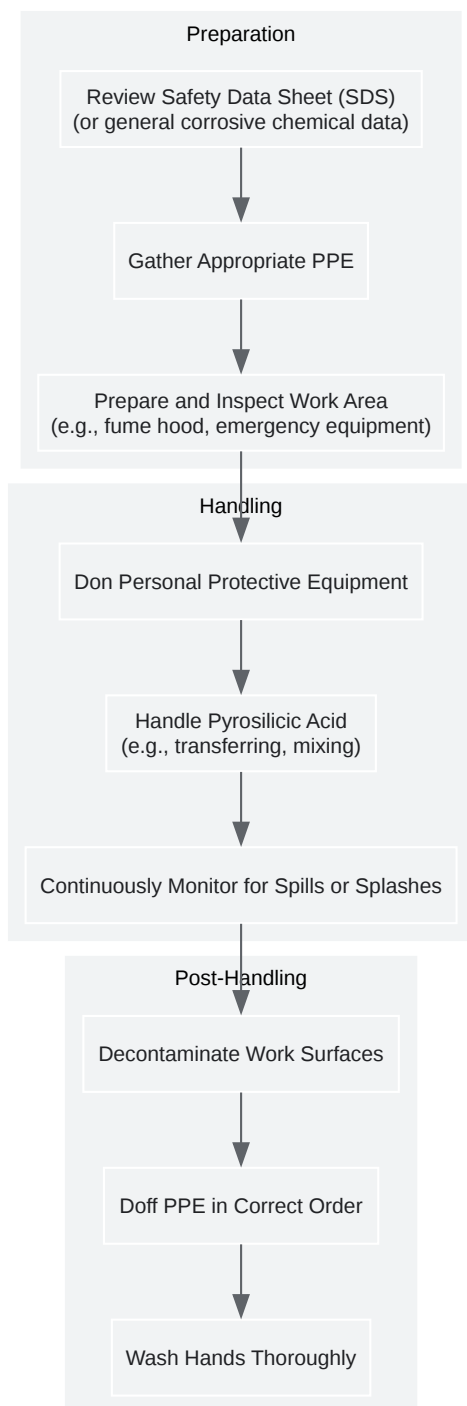 Preparation
Review Safety Data Sheet (SDS)
(or general corrosive chemical data)
Gather Appropriate PPE
Prepare and Inspect Work Area
(e.g., fume hood, emergency equipment)
Handling
Don Personal Protective Equipment
Handle Pyrosilicic Acid
(e.g., transferring, mixing)
Continuously Monitor for Spills or Splashes
Post-Handling
Decontaminate Work Surfaces
Doff PPE in Correct Order
Wash Hands Thoroughly